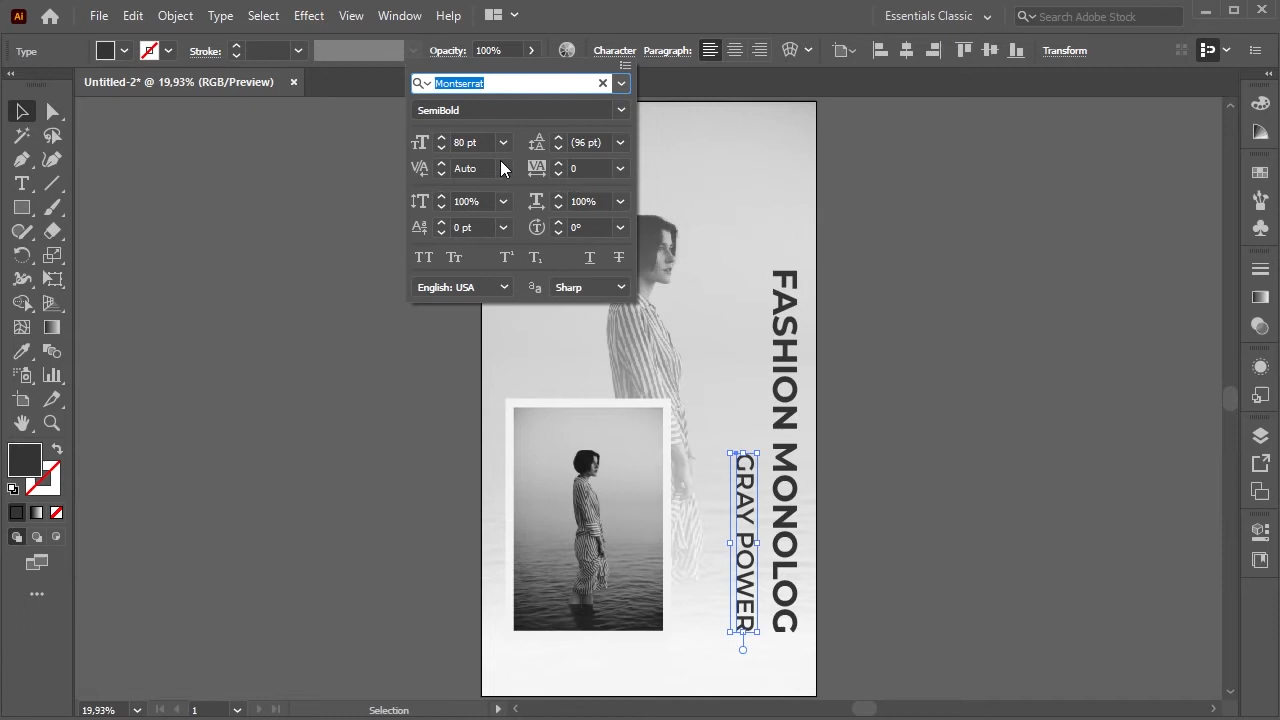 Ai File Edit Object Type Select Effect View Window Help Essentials Classic Search Adobe Stock
Type Stroke: Opacity: 100% Character Paragraph: Transform
Untitled-2* @ 19,93% (RGB/Preview)
Montserrat
SemiBold
80 pt (96 pt)
Auto 0
100% 100%
0 pt 0°
English: USA Sharp
FASHION MONOLOG
GRAY POWER
19,93% 1 Selection